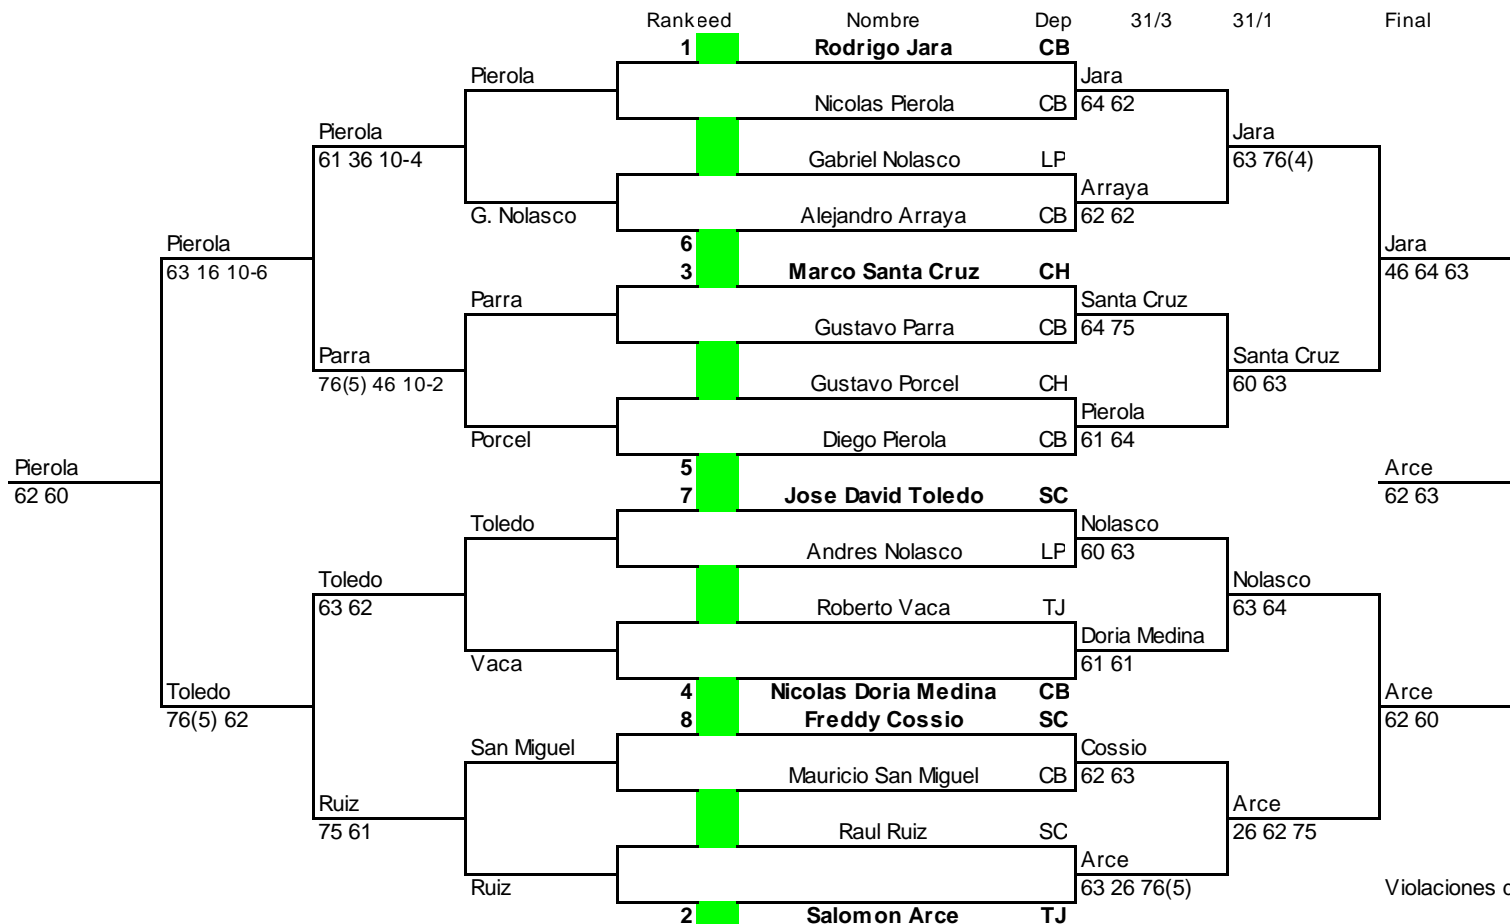 Rankeed Nombre Dep 31/3 31/1 Final
1 Rodrigo Jara CB
Pierola Jara
Nicolas Pierola CB 64 62
Pierola Jara
61 36 10-4 Gabriel Nolasco LP 63 76(4)
Arraya
G. Nolasco Alejandro Arraya CB 62 62
Pierola 6 Jara
63 16 10-6 3 Marco Santa Cruz CH 46 64 63
Parra Santa Cruz
Gustavo Parra CB 64 75
Parra Santa Cruz
76(5) 46 10-2 Gustavo Porcel CH 60 63
Pierola
Porcel Diego Pierola CB 61 64
Pierola 5 Arce
62 60 7 Jose David Toledo SC 62 63
Toledo Nolasco
Andres Nolasco LP 60 63
Toledo Nolasco
63 62 Roberto Vaca TJ 63 64
Doria Medina
Vaca 61 61
Toledo 4 Nicolas Doria Medina CB Arce
76(5) 62 8 Freddy Cossio SC 62 60
San Miguel Cossio
Mauricio San Miguel CB 62 63
Ruiz Arce
75 61 Raul Ruiz SC 26 62 75
Arce
Ruiz 63 26 76(5) Violaciones
2 Salomon Arce TJ